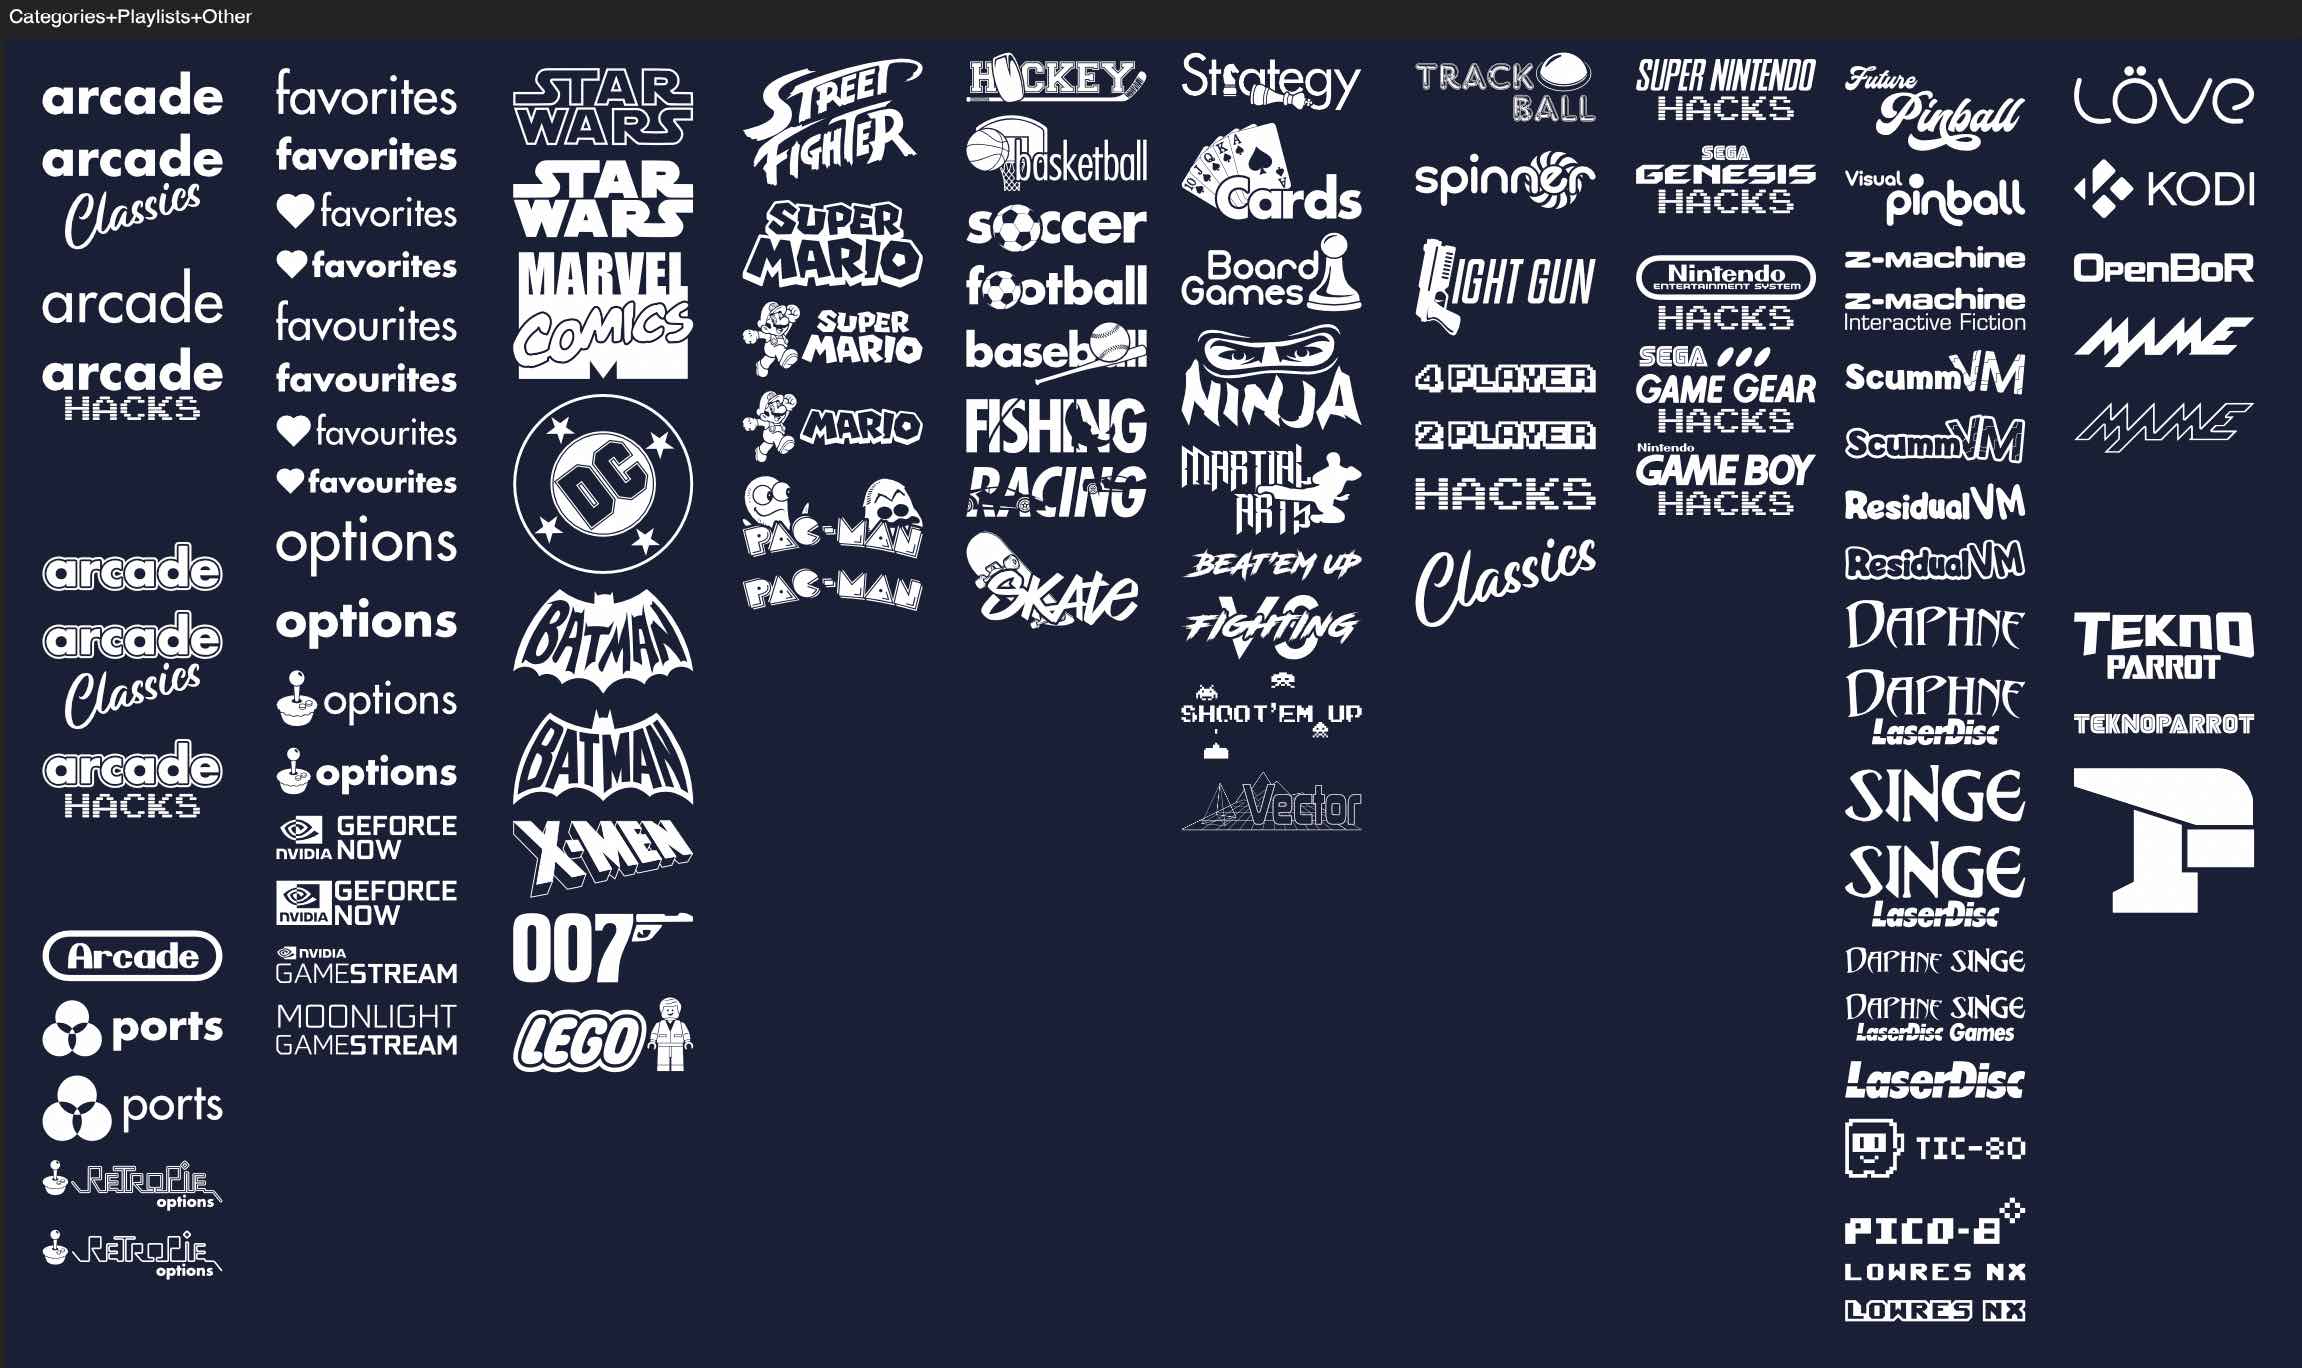 Categories+Playlists+Other
arcade
arcade
Classics
arcade
arcade
HACKS
arcade
arcade
Classics
arcade
HACKS
Arcade
ports
ports
RetroPie
options
RetroPie
options
favorites
favorites
favorites
favorites
favourites
favourites
favourites
favourites
options
options
options
options
NVIDIA
GEFORCE
NOW
NVIDIA
GEFORCE
NOW
NVIDIA
GAMESTREAM
MOONLIGHT
GAMESTREAM
STAR
WARS
STAR
WARS
MARVEL
COMICS
DC
BATMAN
BATMAN
X-MEN
007
LEGO
STREET
FIGHTER
SUPER
MARIO
SUPER
MARIO
MARIO
PAC-MAN
PAC-MAN
HOCKEY
basketball
soccer
football
baseball
FISHING
RACING
SKATE
Strategy
10 J Q K A
A
Cards
Board
Games
NINJA
MARTIAL
ARTS
BEAT'EM UP
VS
FIGHTING
SHOOT'EM UP
Vector
TRACK
BALL
spinner
LIGHT GUN
4 PLAYER
2 PLAYER
HACKS
Classics
SUPER NINTENDO
HACKS
SEGA
GENESIS
HACKS
Nintendo
ENTERTAINMENT SYSTEM
HACKS
SEGA
GAME GEAR
HACKS
Nintendo
GAME BOY
HACKS
Future
Pinball
Visual
pinball
Z-MACHINE
Z-MACHINE
Interactive Fiction
ScummVM
ScummVM
ResidualVM
ResidualVM
DAPHNE
DAPHNE
LaserDisc
SINGE
SINGE
LaserDisc
DAPHNE SINGE
DAPHNE SINGE
LaserDisc Games
LaserDisc
TIC-80
PICO-8
LOWRES NX
LOWRES NX
LÖVE
KODI
OpenBoR
MAME
MAME
TEKNO
PARROT
TEKNOPARROT